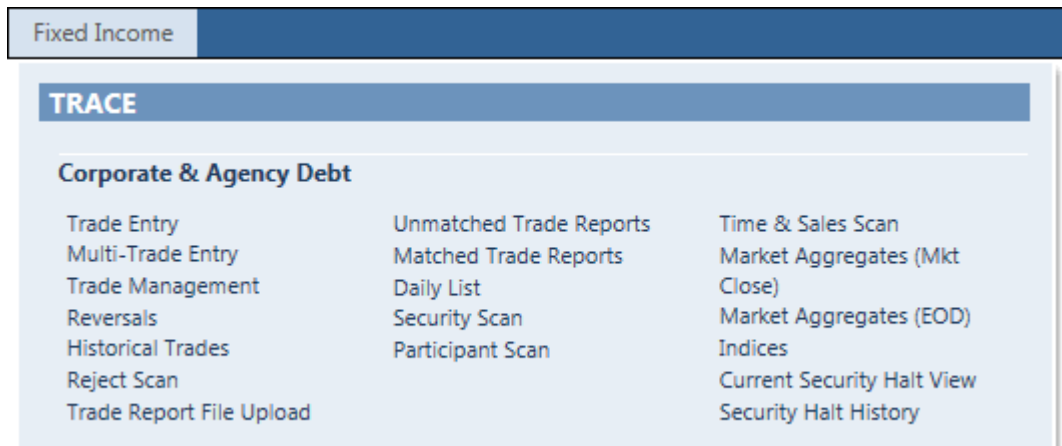 Fixed Income
TRACE
Corporate & Agency Debt
Trade Entry
Multi-Trade Entry
Trade Management
Reversals
Historical Trades
Reject Scan
Trade Report File Upload
Unmatched Trade Reports
Matched Trade Reports
Daily List
Security Scan
Participant Scan
Time & Sales Scan
Market Aggregates (Mkt
Close)
Market Aggregates (EOD)
Indices
Current Security Halt View
Security Halt History